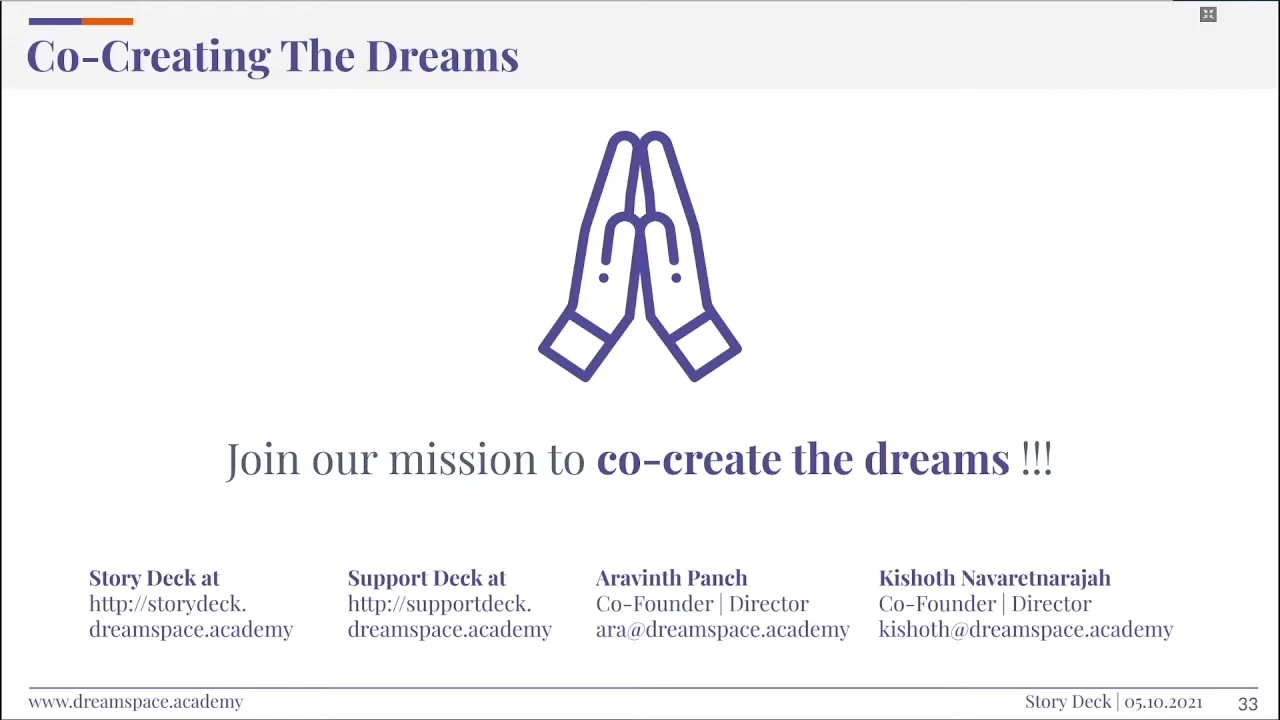 Co-Creating The Dreams
Join our mission to co-create the dreams !!!
Story Deck at
http://storydeck.
dreamspace.academy
Support Deck at
http://supportdeck.
dreamspace.academy
Aravinth Panch
Co-Founder | Director
ara@dreamspace.academy
Kishoth Navaretnarajah
Co-Founder | Director
kishoth@dreamspace.academy
www.dreamspace.academy
Story Deck | 05.10.2021
33